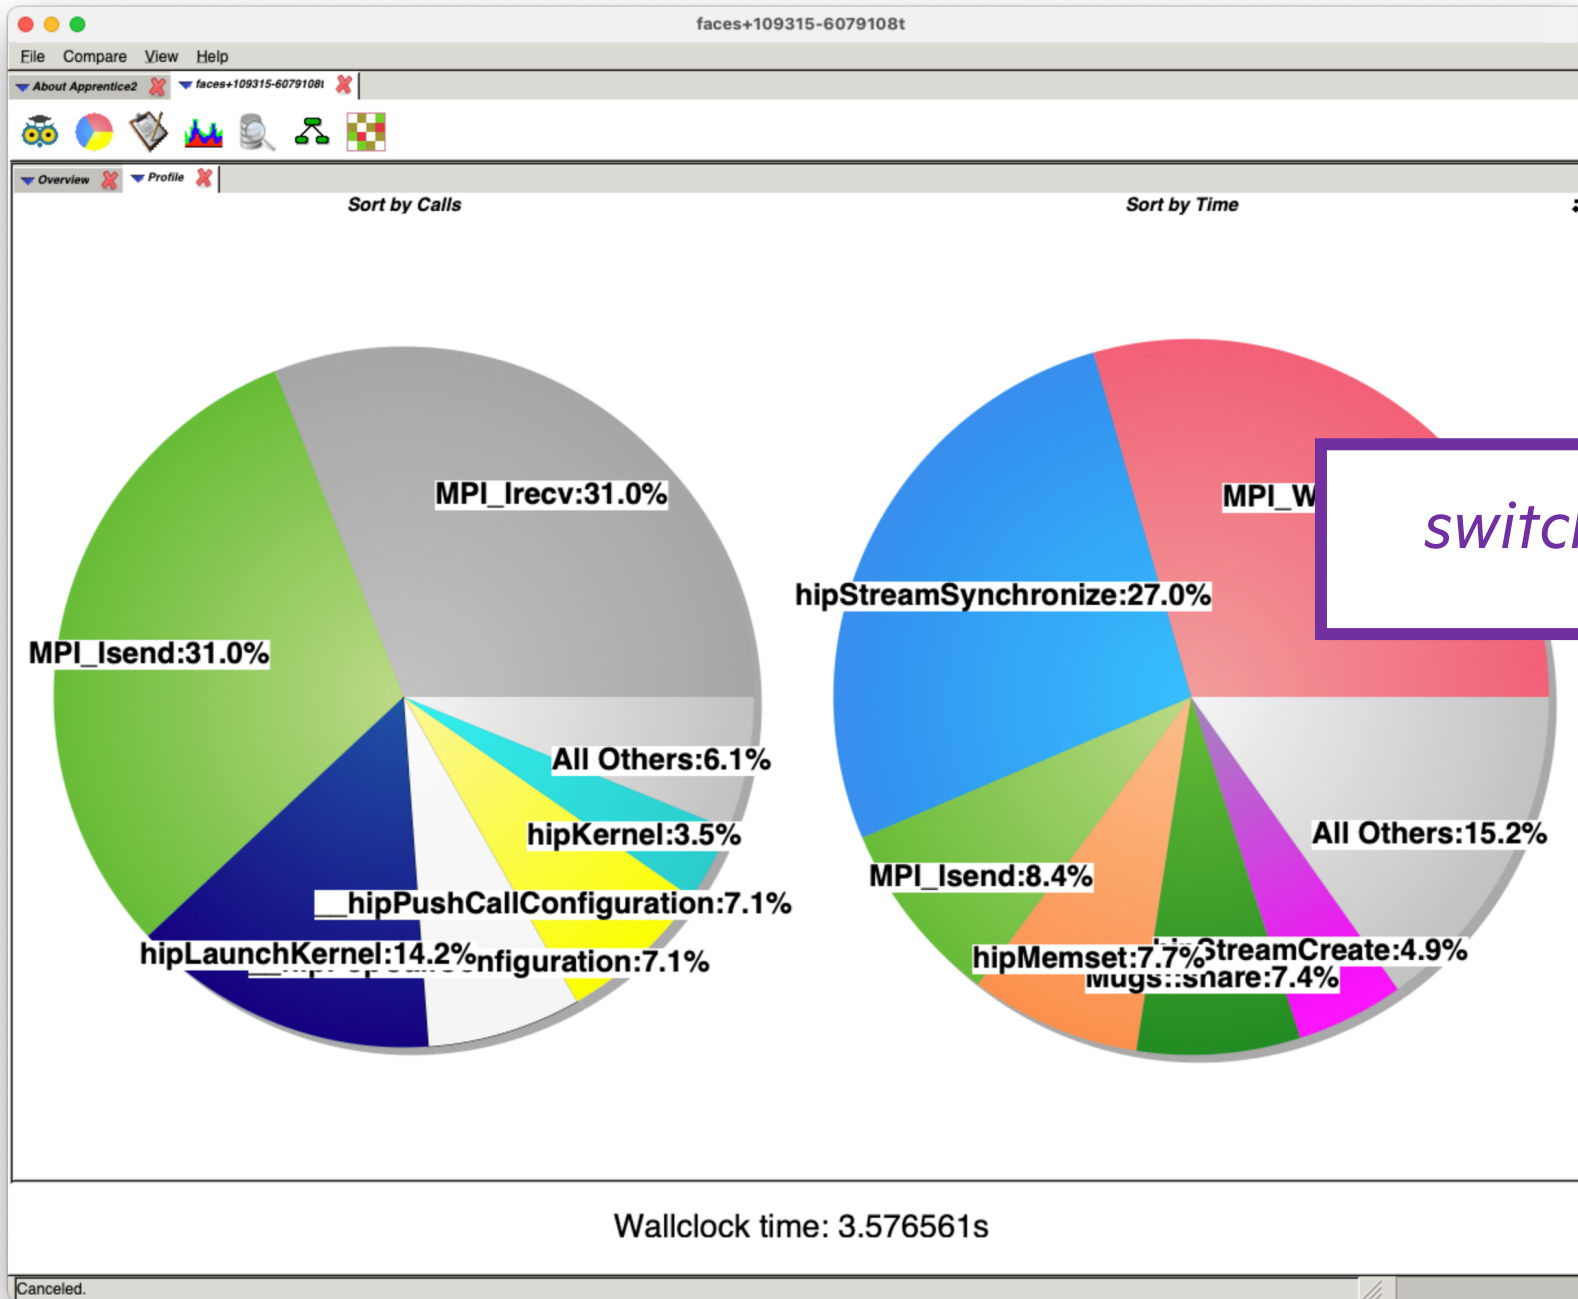 faces+109315-6079108t
File Compare View Help
About Apprentice2 faces+109315-6079108t
Overview Profile
Sort by Calls Sort by Time
MPI_Irecv:31.0%
MPI_W
switch
hipStreamSynchronize:27.0%
MPI_Isend:31.0%
All Others:6.1%
hipKernel:3.5%
All Others:15.2%
MPI_Isend:8.4%
__hipPushCallConfiguration:7.1%
hipLaunchKernel:14.2%
nfiguration:7.1%
hipMemset:7.7%
StreamCreate:4.9%
Mugs::share:7.4%
Wallclock time: 3.576561s
Canceled.